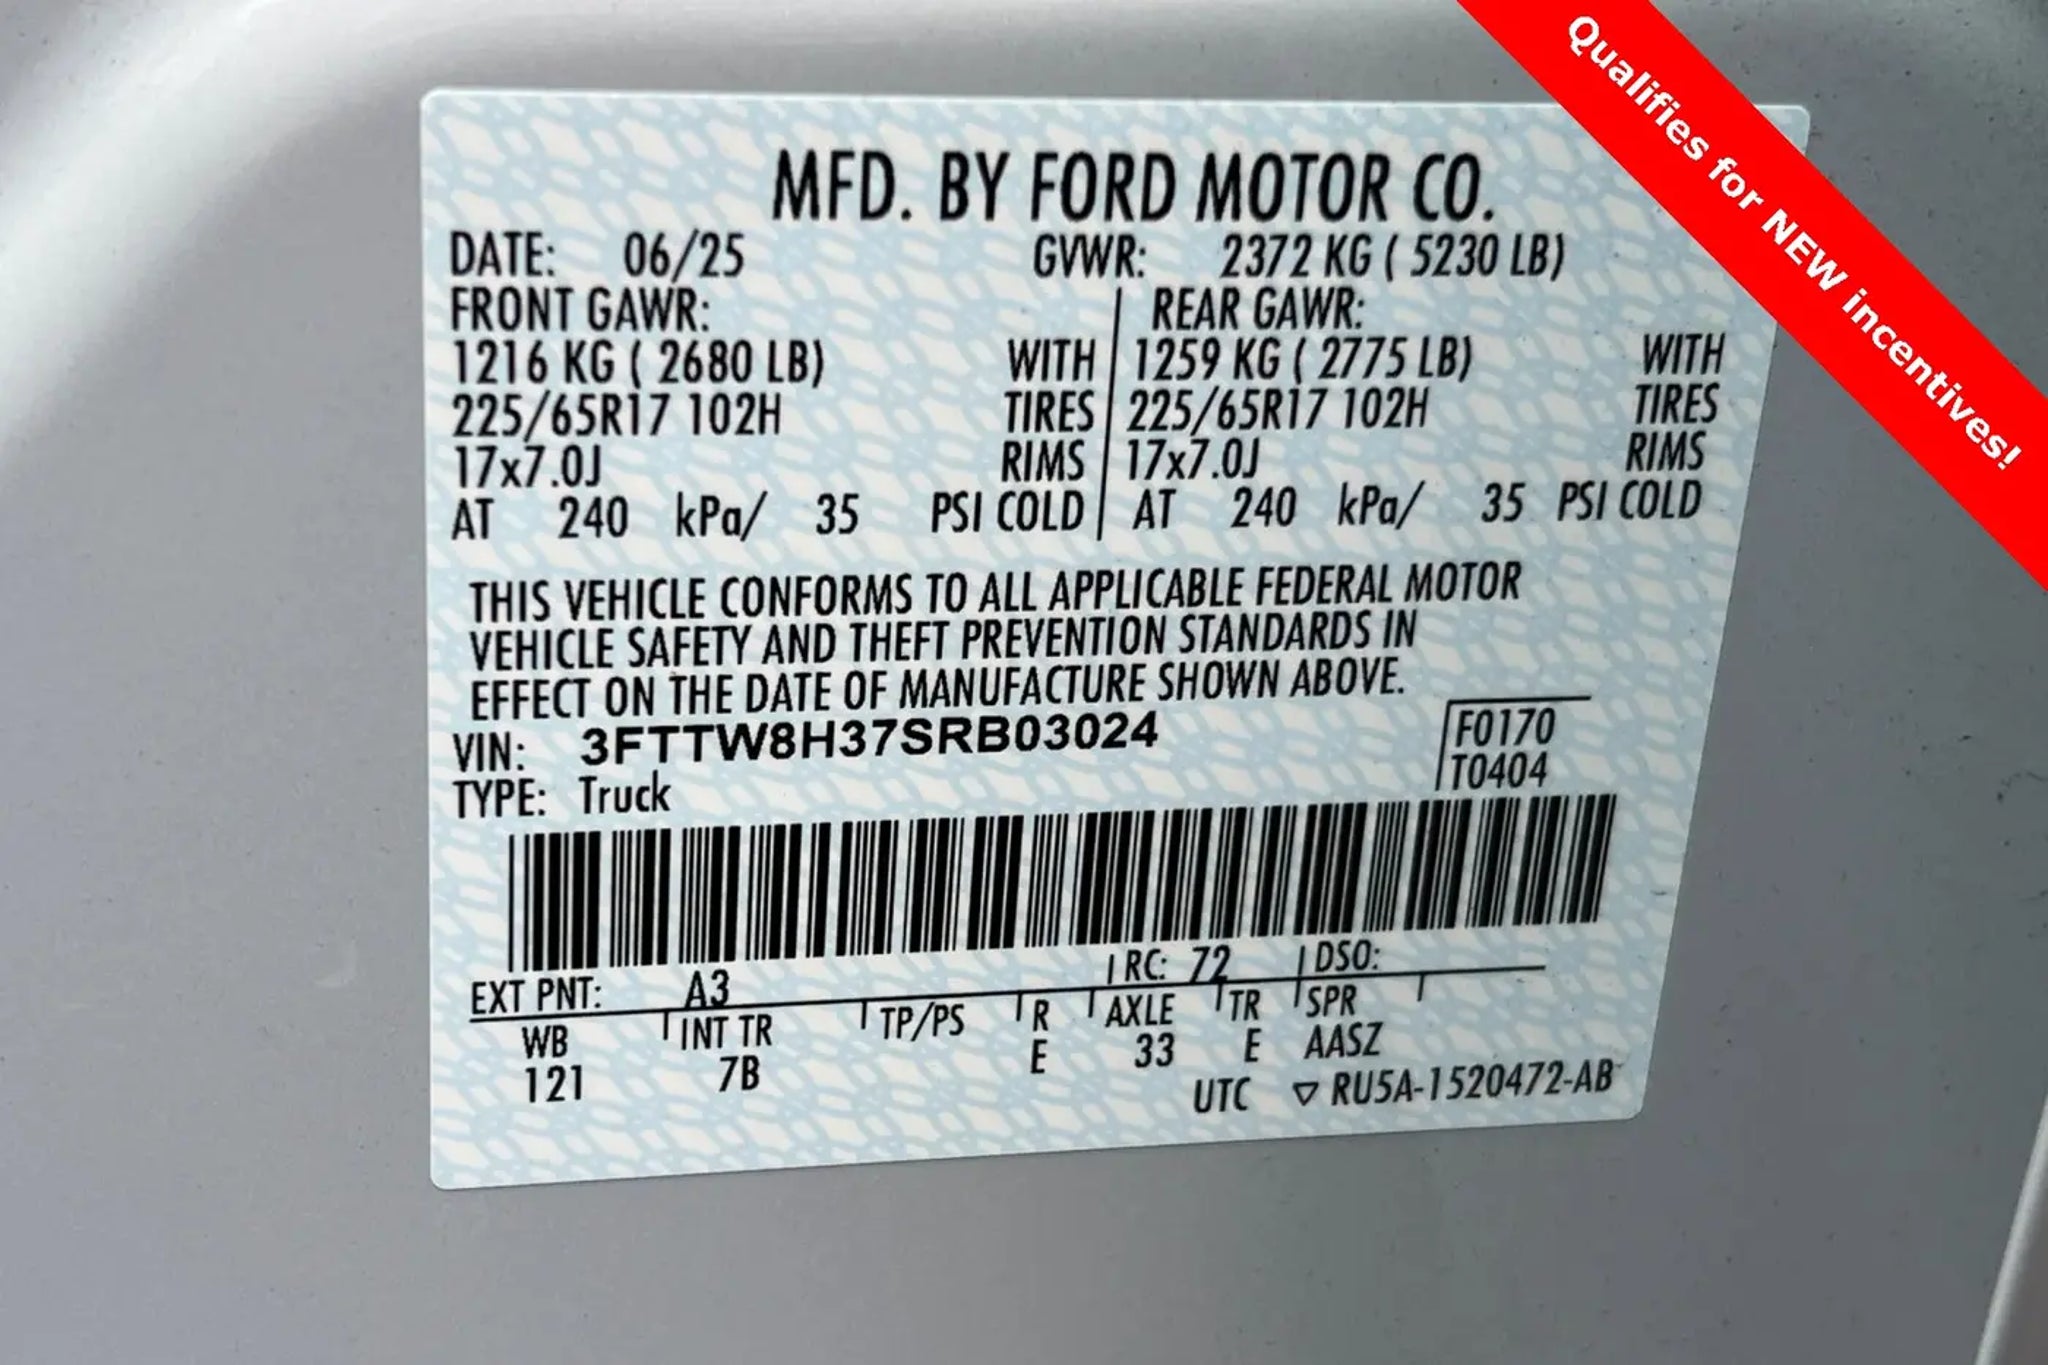 Qualifies for NEW incentives!
MFD. BY FORD MOTOR CO.
DATE: 06/25 GVWR: 2372 KG ( 5230 LB)
FRONT GAWR: REAR GAWR:
1216 KG ( 2680 LB) WITH 1259 KG ( 2775 LB) WITH
225/65R17 102H TIRES 225/65R17 102H TIRES
17x7.0J RIMS 17x7.0J RIMS
AT 240 kPa/ 35 PSI COLD AT 240 kPa/ 35 PSI COLD
THIS VEHICLE CONFORMS TO ALL APPLICABLE FEDERAL MOTOR
VEHICLE SAFETY AND THEFT PREVENTION STANDARDS IN
EFFECT ON THE DATE OF MANUFACTURE SHOWN ABOVE.
VIN: 3FTTW8H37SRB03024 F0170
TYPE: Truck T0404
EXT PNT: A3 RC: 72 DSO:
WB INT TR TP/PS R AXLE TR SPR
121 7B E 33 E AASZ
UTC ▽ RU5A-1520472-AB